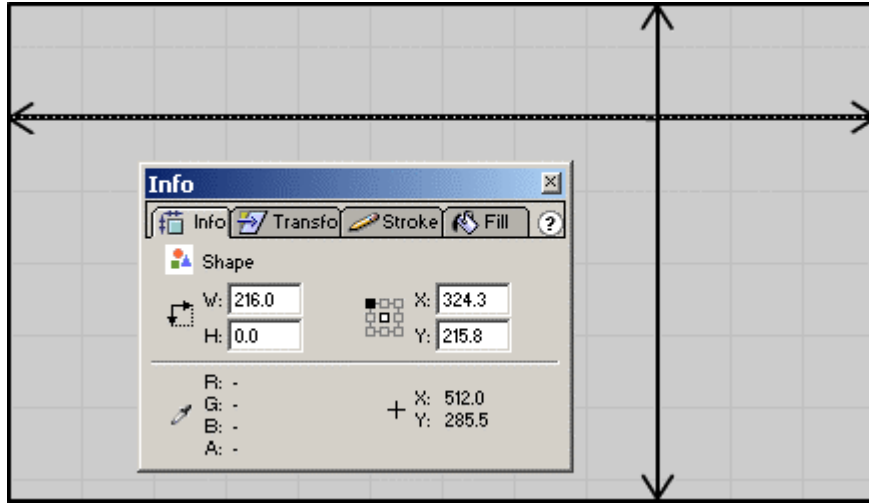 Info
Info Transfo Stroke Fill ?
Shape
W: 216.0 X: 324.3
H: 0.0 Y: 215.8
R: -
G: - X: 512.0
B: - Y: 285.5
A: -